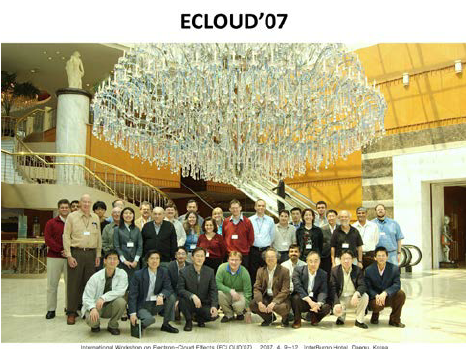 ECLOUD'07
International Workshop on Electron-Cloud Effects (ECLOUD'07) 2007. 4. 9-12 InterBurgo Hotel, Daegu, Korea